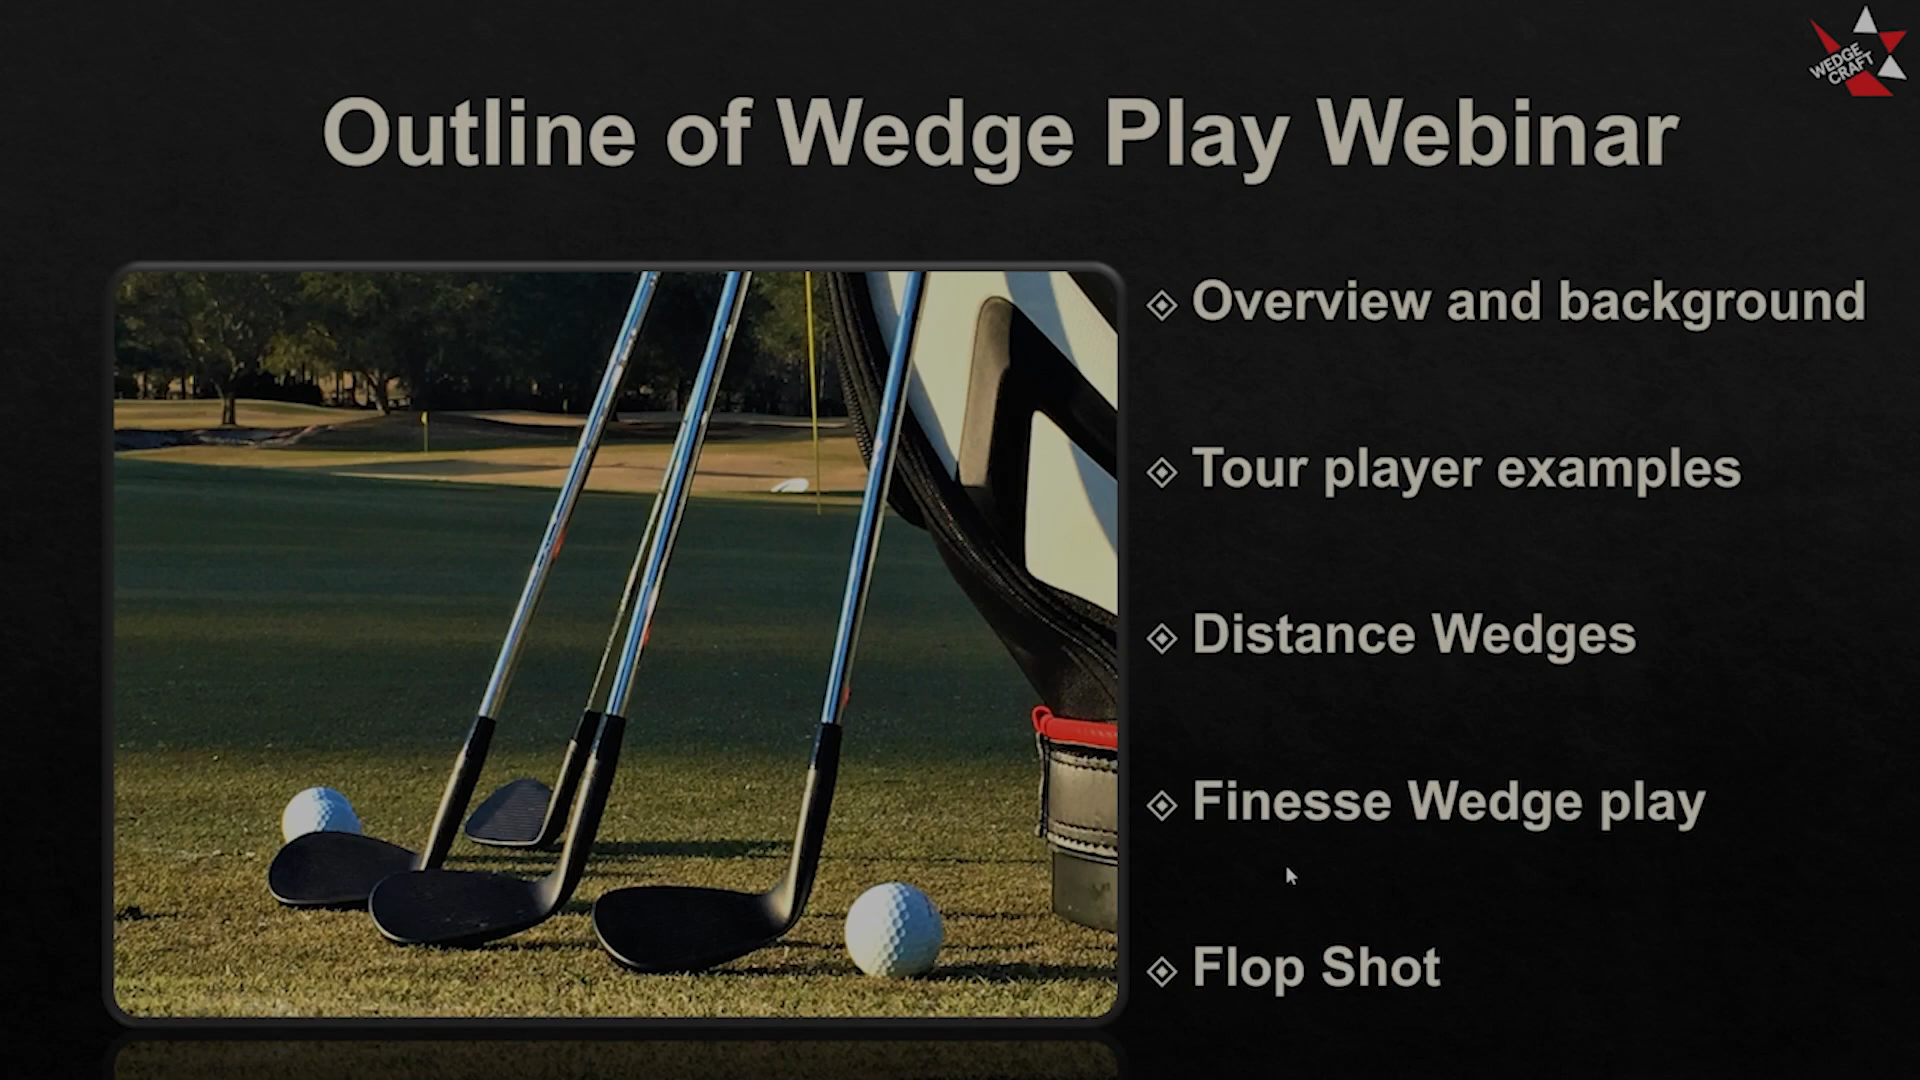 WEDGE
CRAFT
Outline of Wedge Play Webinar
Overview and background
Tour player examples
Distance Wedges
Finesse Wedge play
Flop Shot